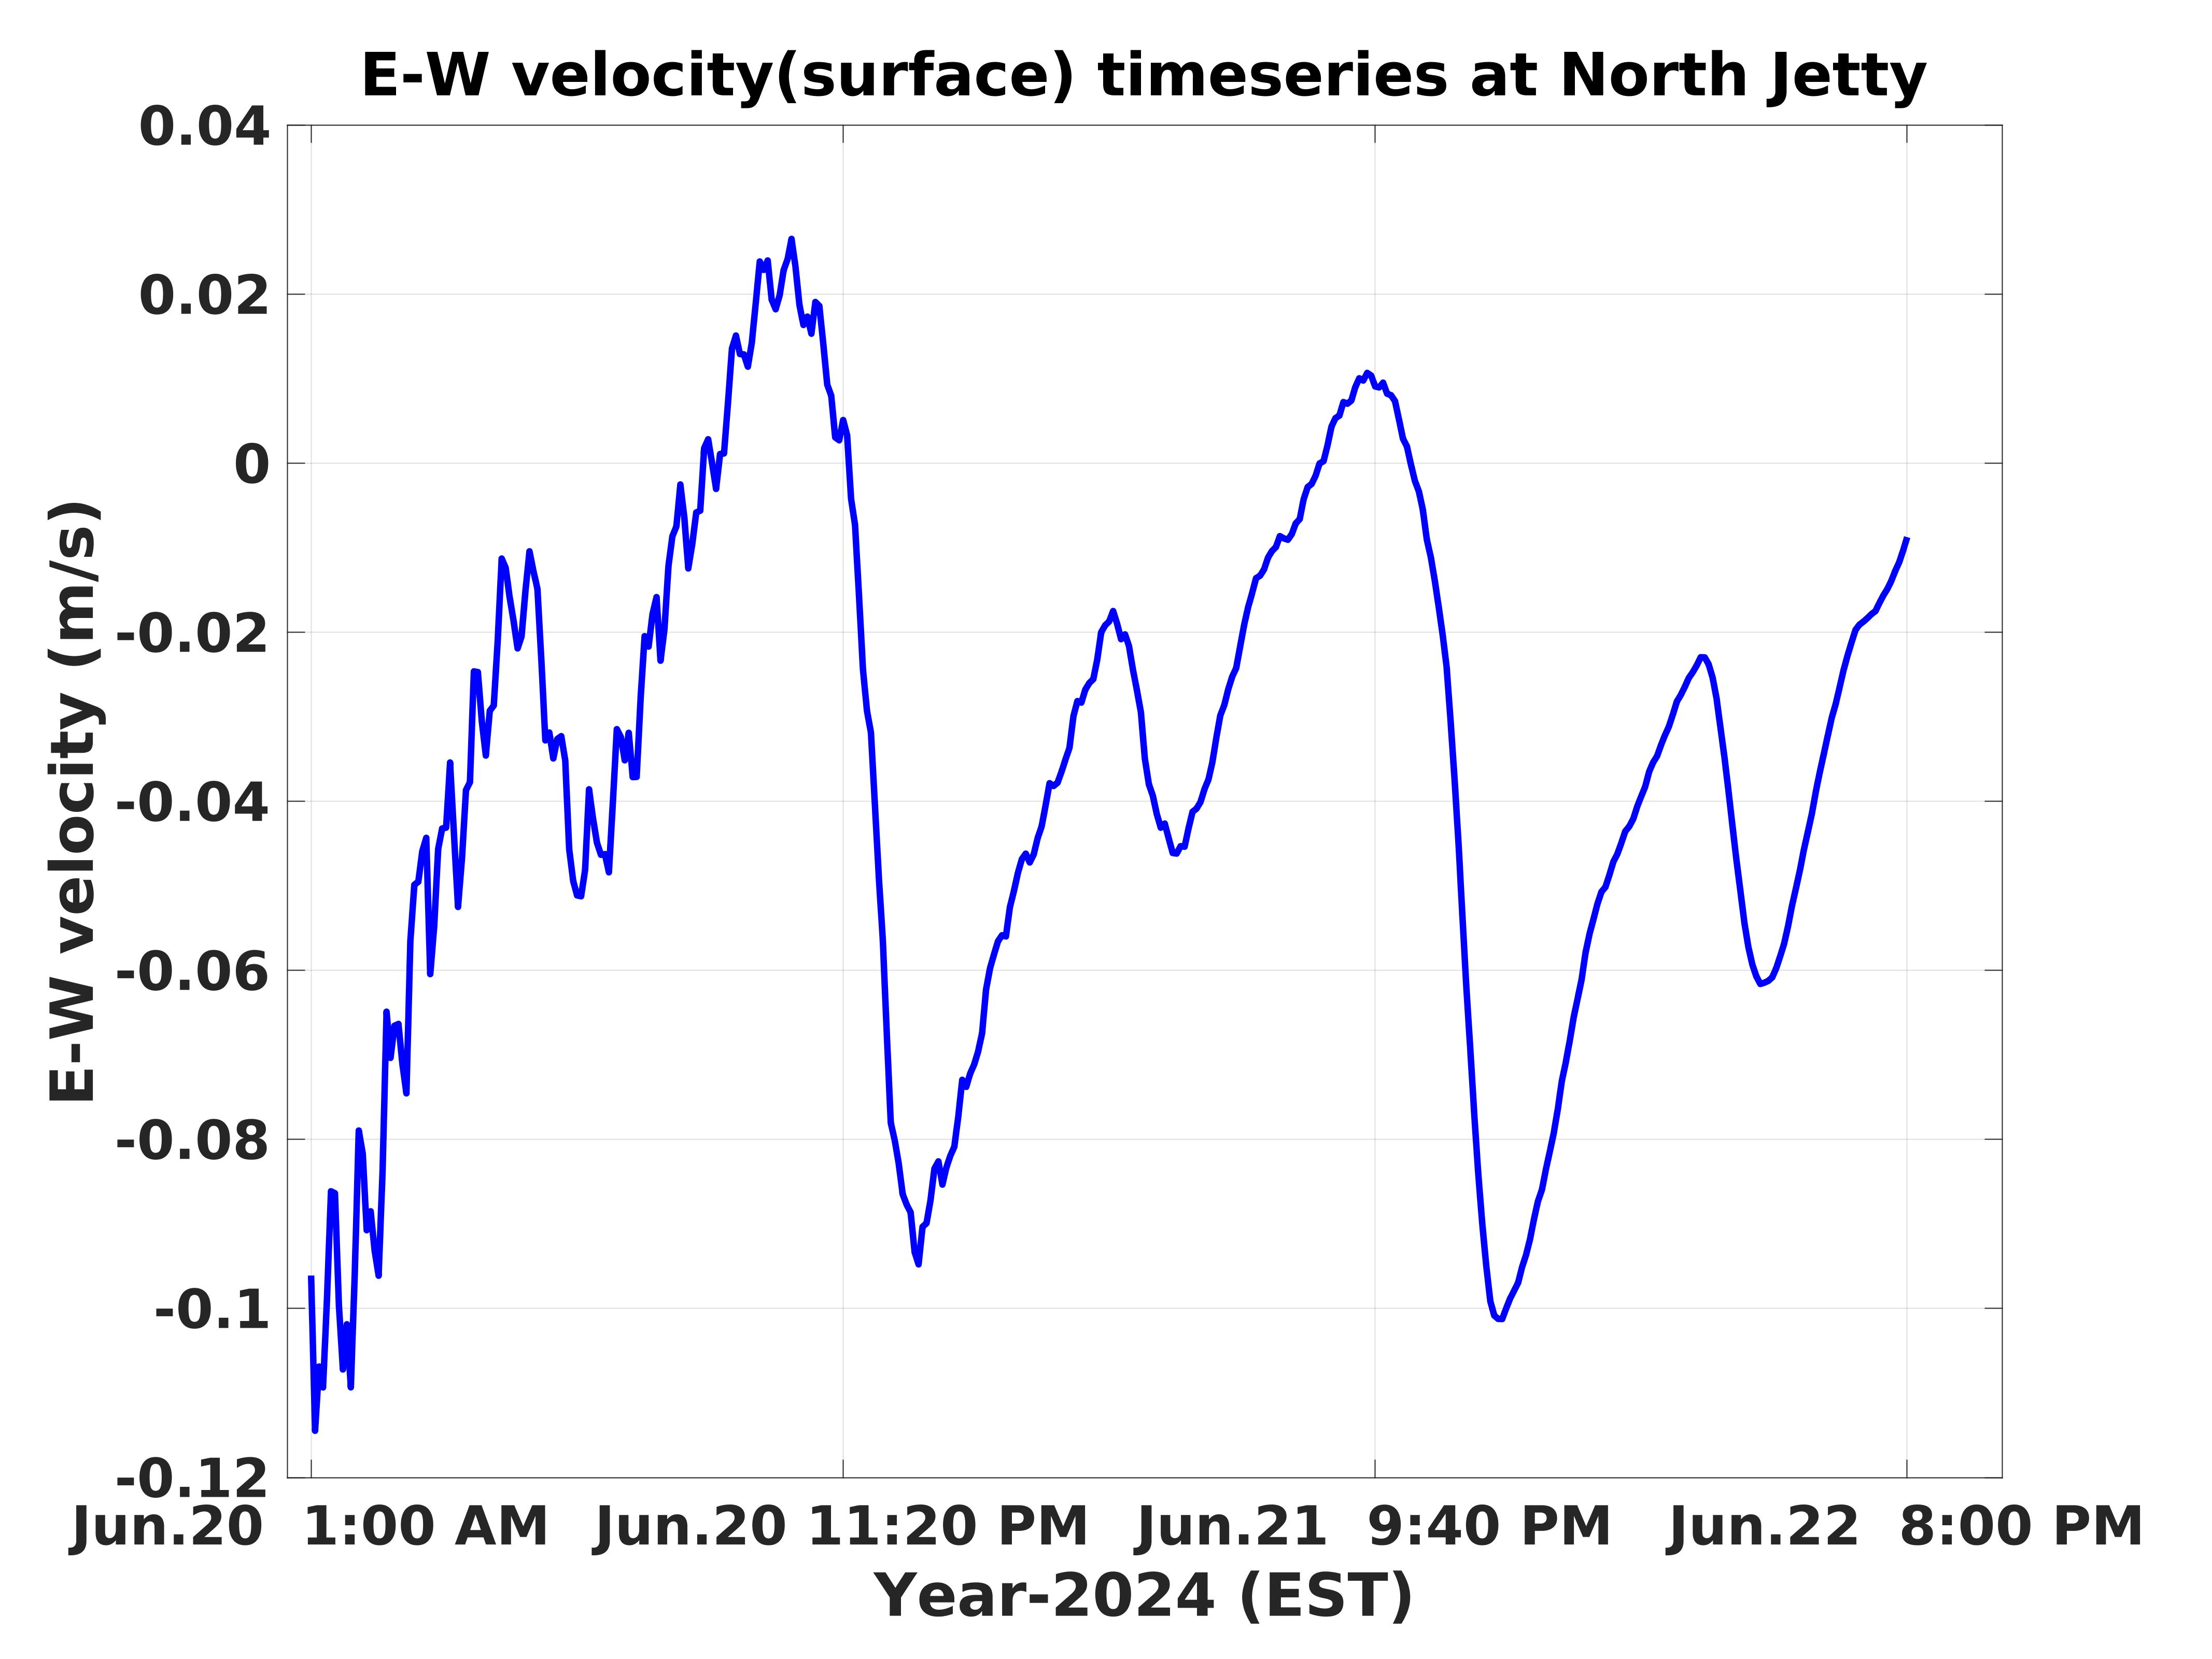 E-W velocity(surface) timeseries at North Jetty
0.04
0.02
0
-0.02
-0.04
-0.06
-0.08
-0.1
-0.12
E-W velocity (m/s)
Jun.20 1:00 AM Jun.20 11:20 PM Jun.21 9:40 PM Jun.22 8:00 PM
Year-2024 (EST)